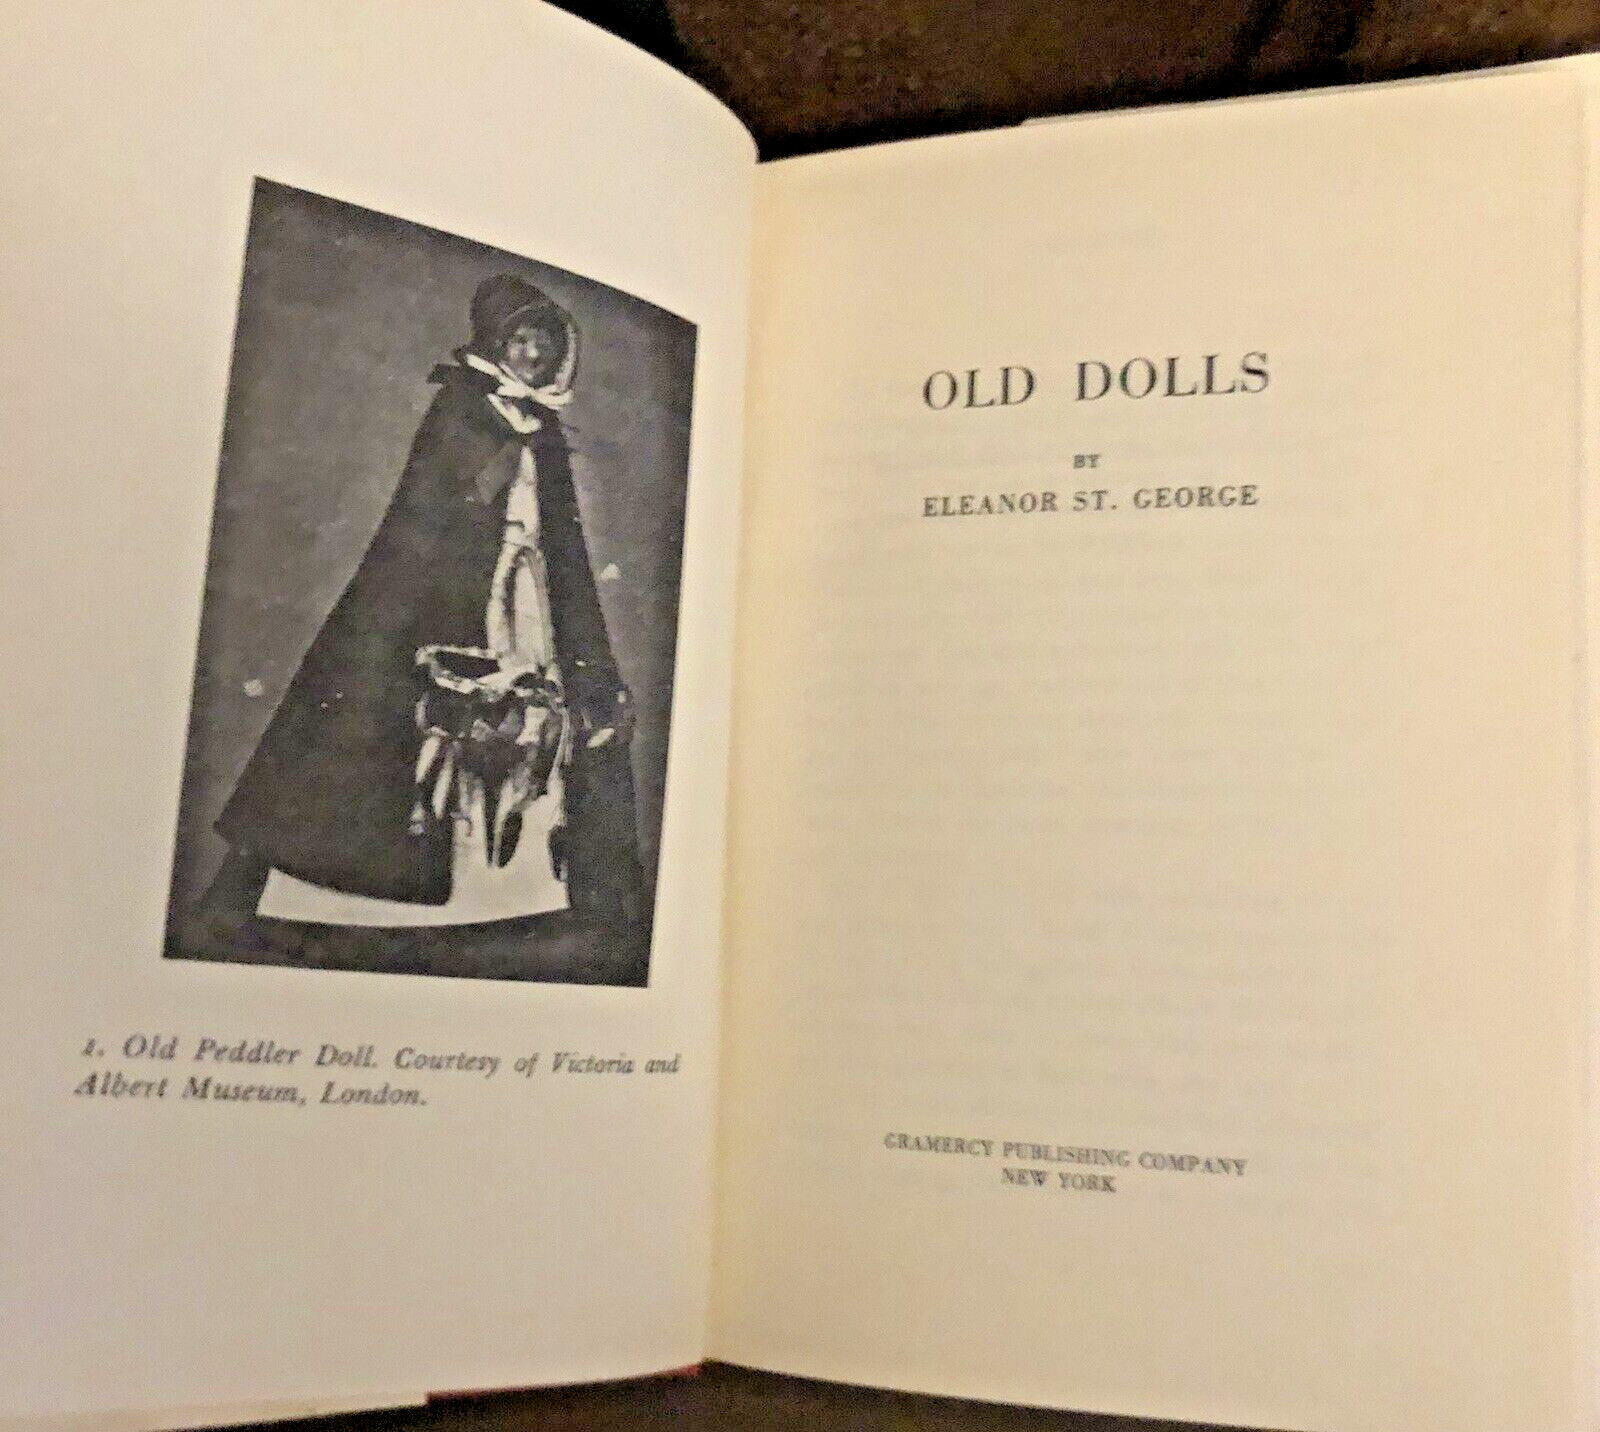 1. Old Peddler Doll. Courtesy of Victoria and
Albert Museum, London.
OLD DOLLS
BY
ELEANOR ST. GEORGE
GRAMERCY PUBLISHING COMPANY
NEW YORK